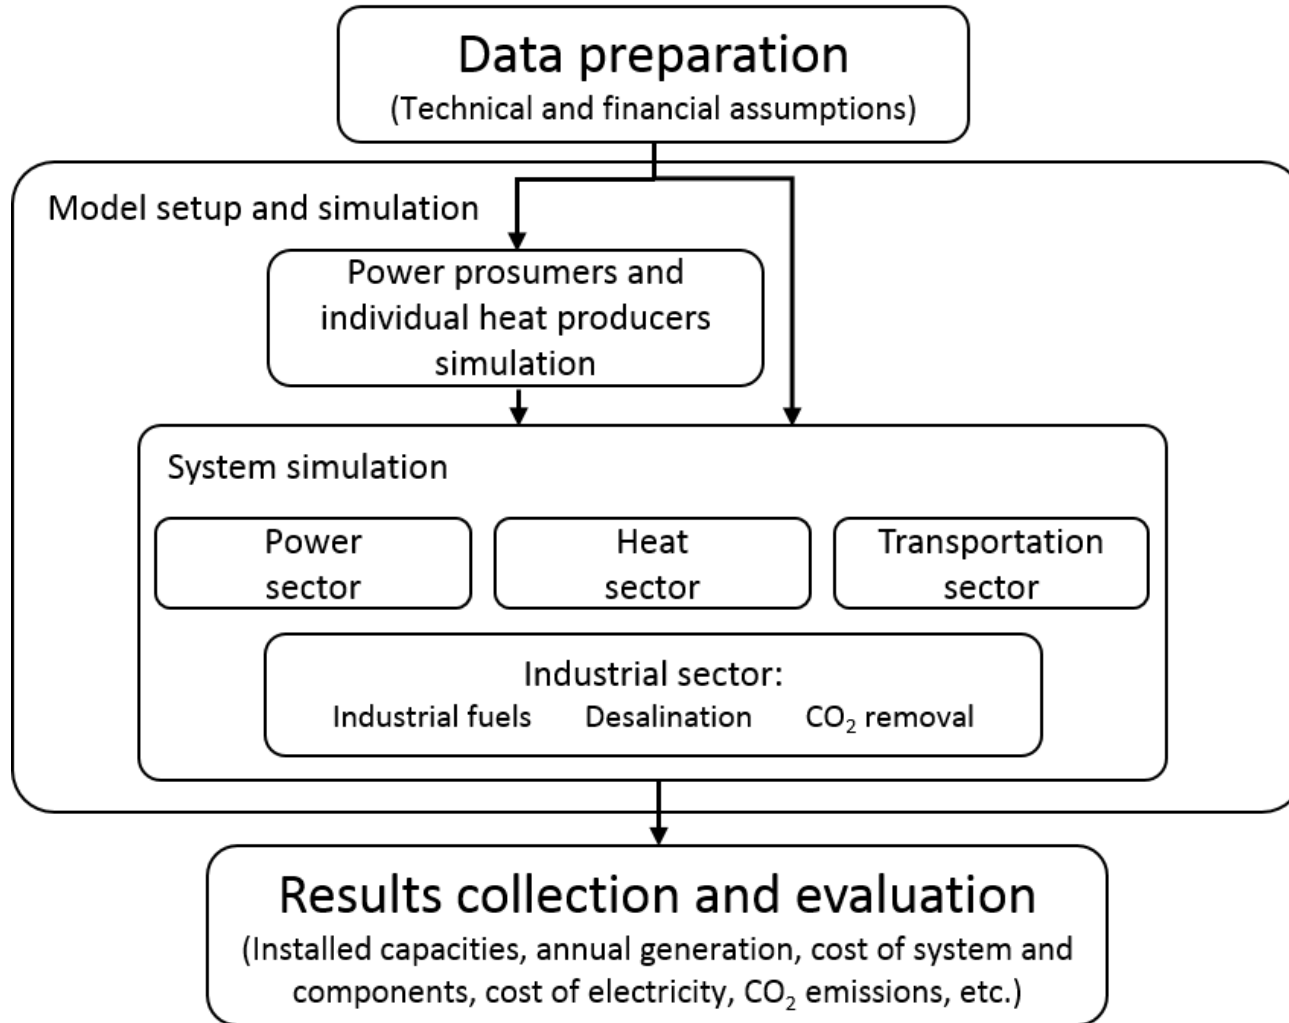 Data preparation
(Technical and financial assumptions)
Model setup and simulation
Power prosumers and
individual heat producers
simulation
System simulation
Power
sector
Heat
sector
Transportation
sector
Industrial sector:
Industrial fuels Desalination CO₂ removal
Results collection and evaluation
(Installed capacities, annual generation, cost of system and
components, cost of electricity, CO₂ emissions, etc.)